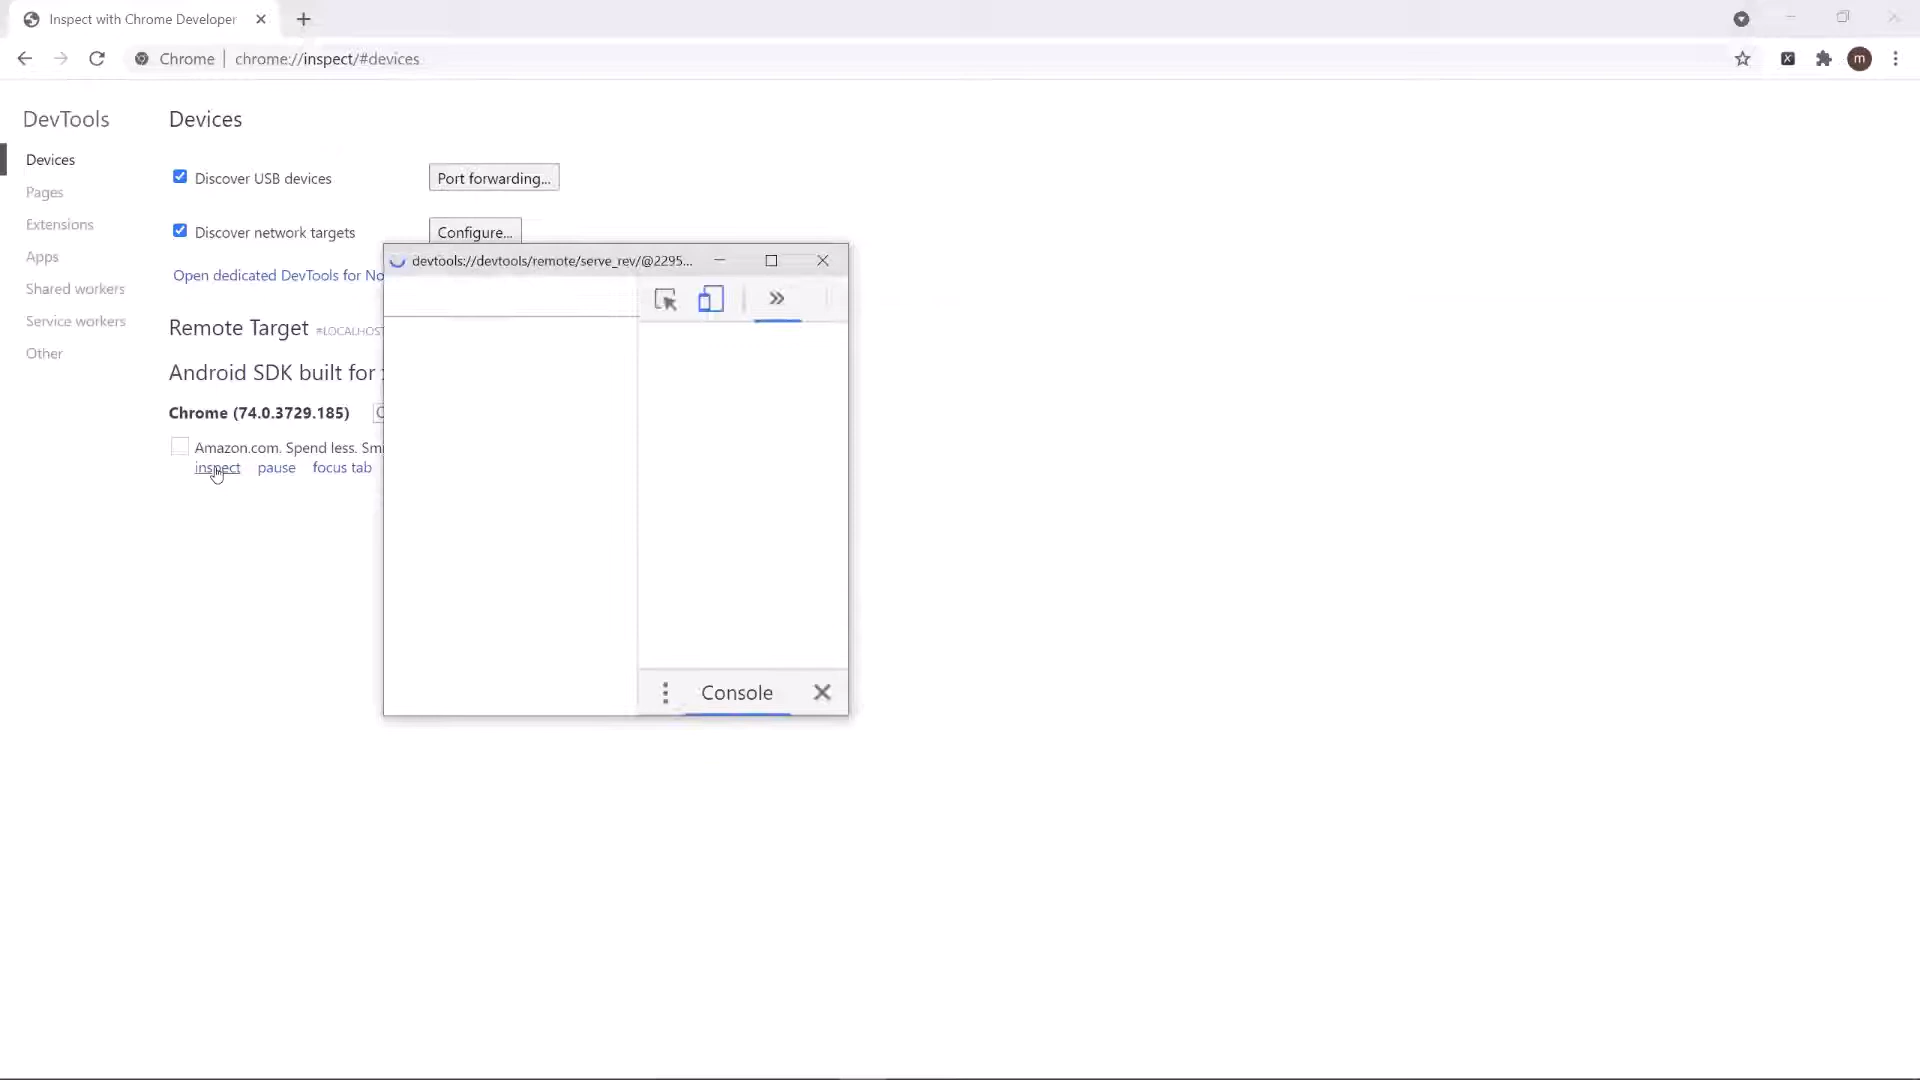 Inspect with Chrome Developer
Chrome | chrome://inspect/#devices
m
DevTools
Devices
Pages
Extensions
Apps
Shared workers
Service workers
Other
Devices
Discover USB devices
Port forwarding...
Discover network targets
Configure...
Open dedicated DevTools for No
Remote Target #LOCALHOST
Android SDK built for
Chrome (74.0.3729.185)
Amazon.com. Spend less. Smi
inspect pause focus tab
devtools://devtools/remote/serve_rev/@2295...
Console